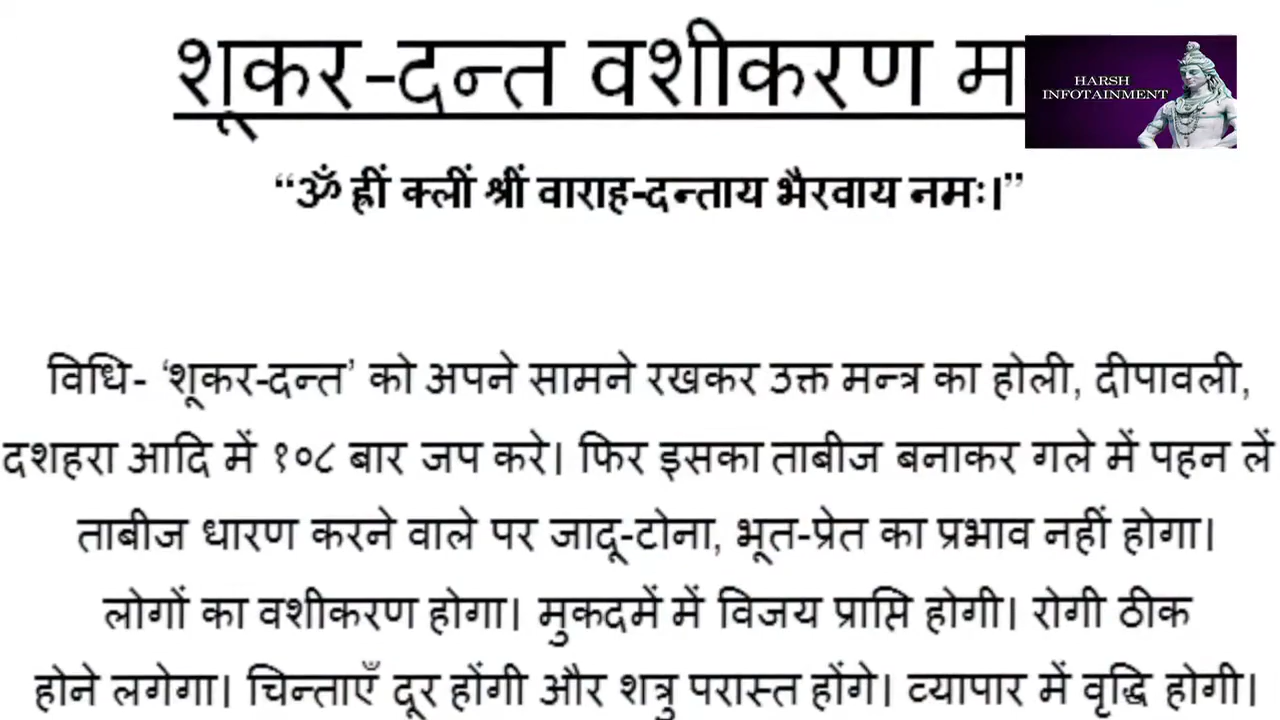 शूकर-दन्त वशीकरण
HARSH
INFOTAINMENT
“ॐ ह्रीं क्लीं श्रीं वाराह-दन्ताय भैरवाय नमः।”
विधि- ‘शूकर-दन्त’ को अपने सामने रखकर उक्त मन्त्र का होली, दीपावली,
दशहरा आदि में १०८ बार जप करे। फिर इसका ताबीज बनाकर गले में पहन लें
ताबीज धारण करने वाले पर जादू-टोना, भूत-प्रेत का प्रभाव नहीं होगा।
लोगों का वशीकरण होगा। मुकदमें में विजय प्राप्ति होगी। रोगी ठीक
होने लगेगा। चिन्ताएँ दूर होंगी और शत्रु परास्त होंगे। व्यापार में वृद्धि होगी।